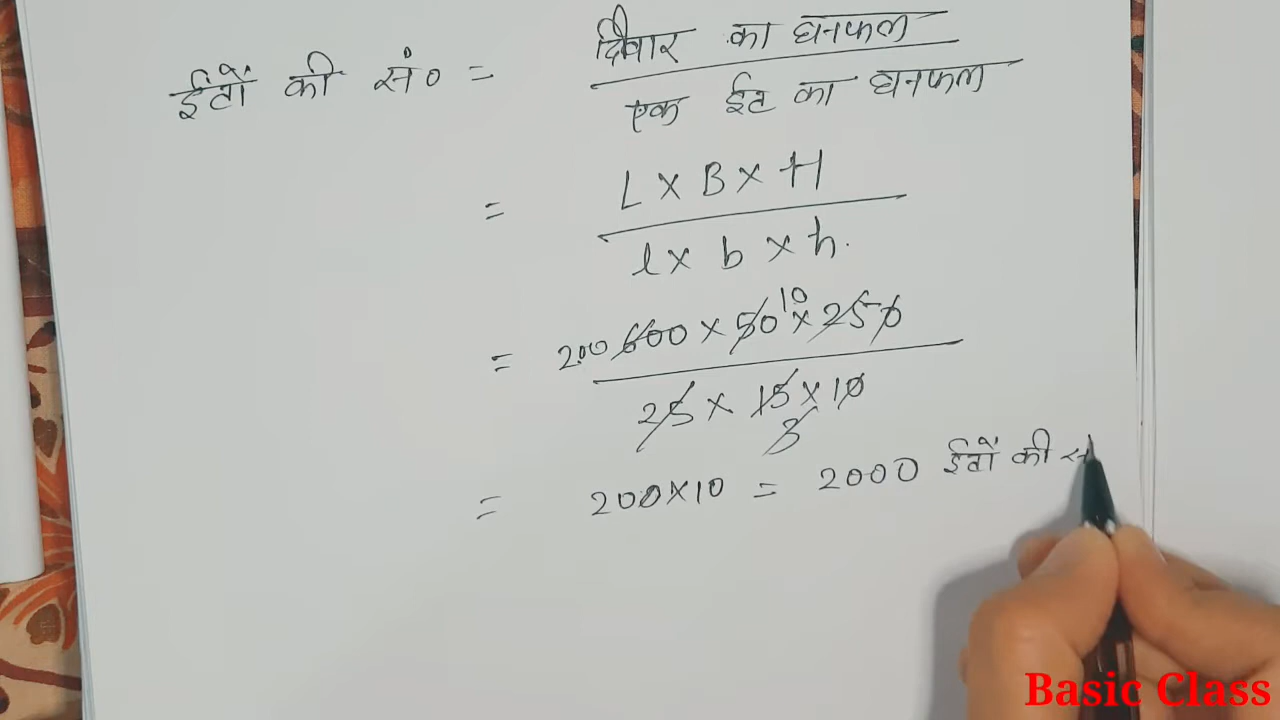 ईंटों की सं० =
दिवार का घनफल
एक ईंट का घनफल
= L × B × H
l × b × h.
= 200 600 × 50 10 × 250
25 × 15 × 10
3
= 200×10 = 2000 ईंटों की स
Basic Class